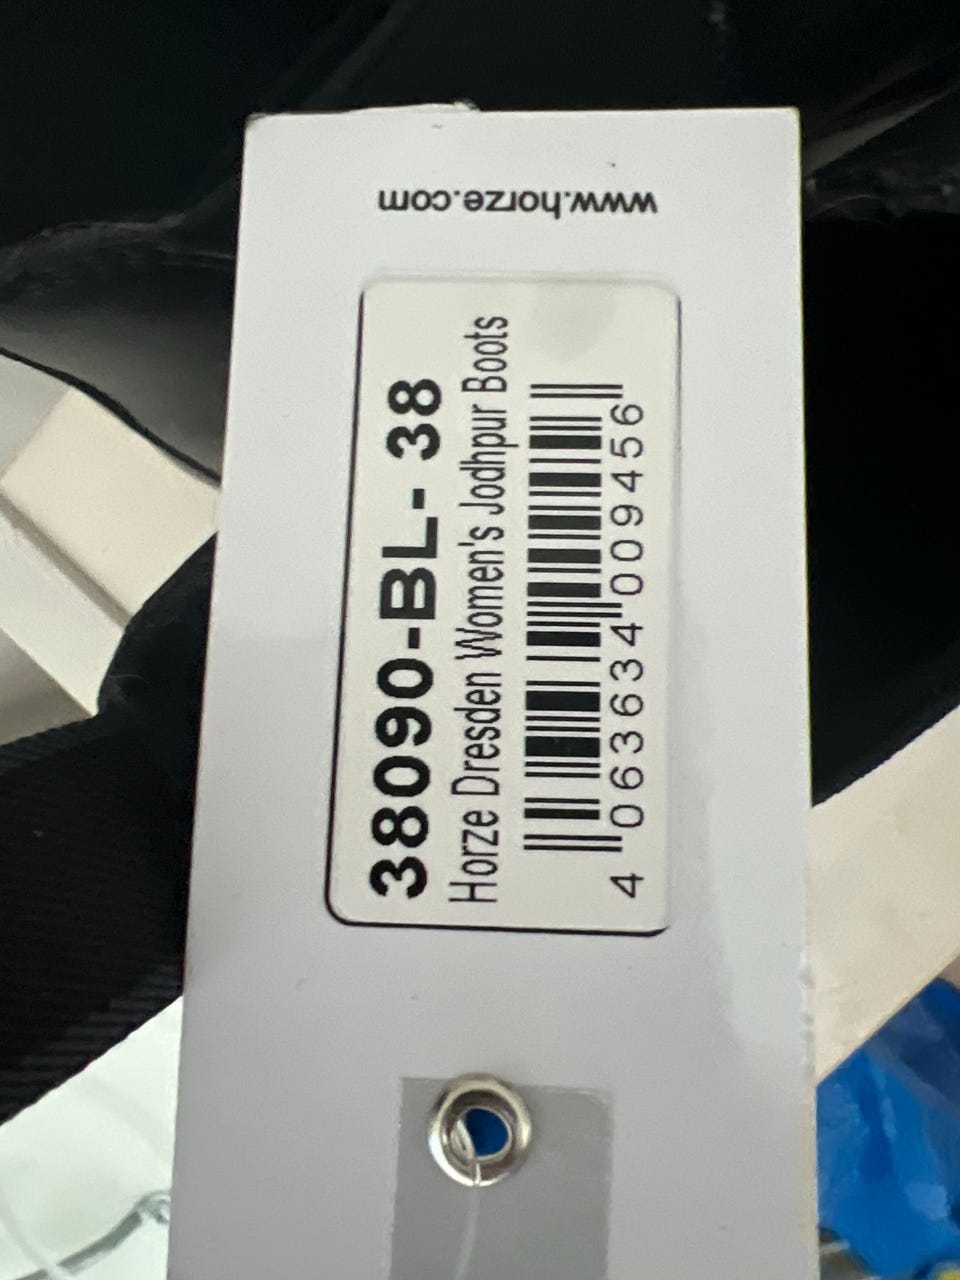 www.horze.com
38090-BL- 38
Horze Dresden Women's Jodhpur Boots
4 063634 009456